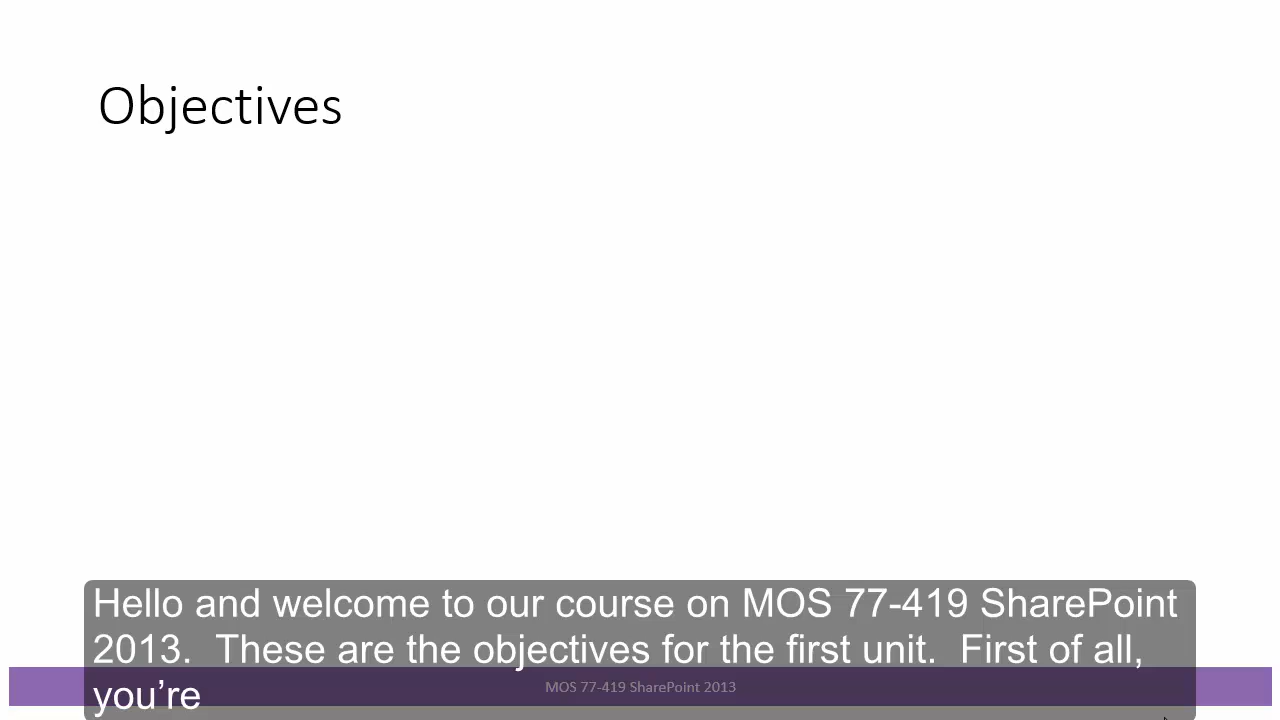 Objectives
Hello and welcome to our course on MOS 77-419 SharePoint
2013.  These are the objectives for the first unit.  First of all,
you’re
MOS 77-419 SharePoint 2013